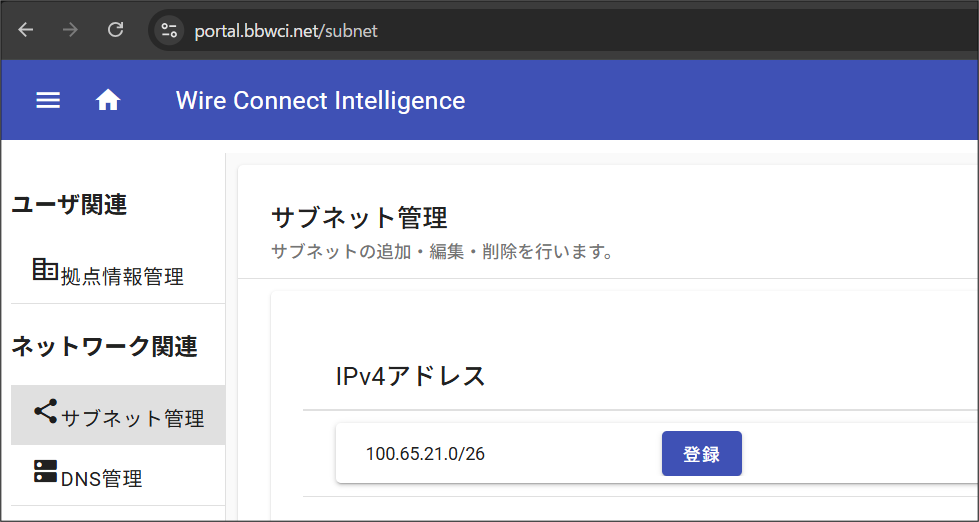 portal.bbwci.net/subnet
Wire Connect Intelligence
ユーザ関連
拠点情報管理
ネットワーク関連
サブネット管理
DNS管理
サブネット管理
サブネットの追加・編集・削除を行います。
IPv4アドレス
100.65.21.0/26 登録